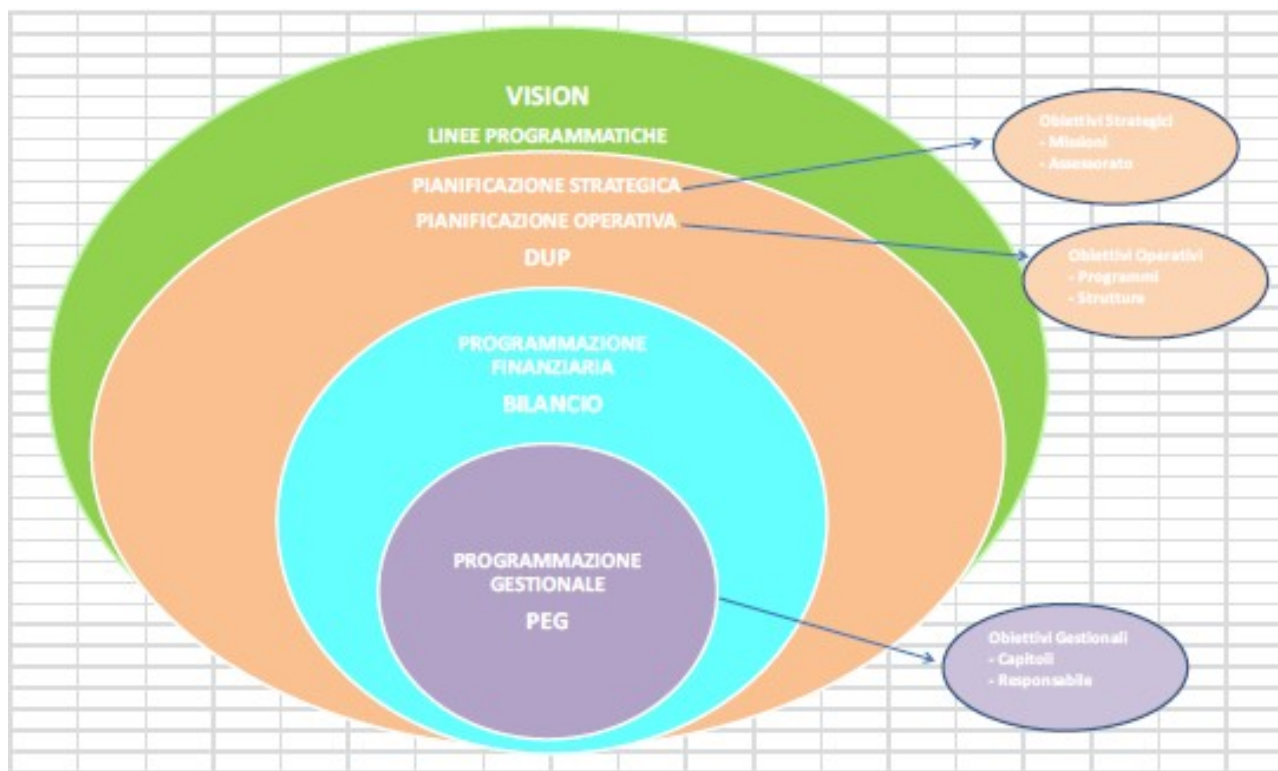 VISION
LINEE PROGRAMMATICHE
PIANIFICAZIONE STRATEGICA
PIANIFICAZIONE OPERATIVA
DUP
PROGRAMMAZIONE
FINANZIARIA
BILANCIO
PROGRAMMAZIONE
GESTIONALE
PEG
Obiettivi Strategici
- Missioni
- Assessorato
Obiettivi Operativi
- Programmi
- Strutture
Obiettivi Gestionali
- Capitoli
- Responsabile